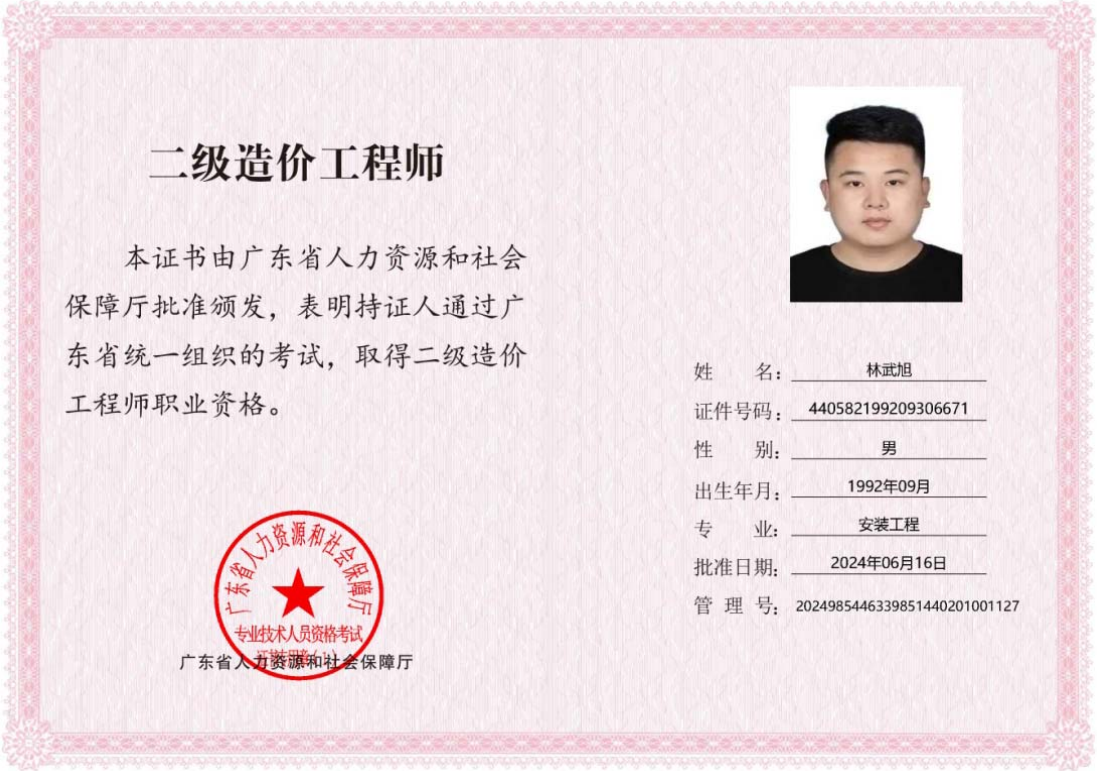 二级造价工程师
本证书由广东省人力资源和社会
保障厅批准颁发，表明持证人通过广
东省统一组织的考试，取得二级造价
工程师职业资格。
广东省人力资源和社会保障厅
专业技术人员资格考试
广东省人力资源和社会保障厅
姓 名：林武旭
证件号码：440582199209306671
性 别：男
出生年月：1992年09月
专 业：安装工程
批准日期：2024年06月16日
管 理 号：2024985446339851440201001127